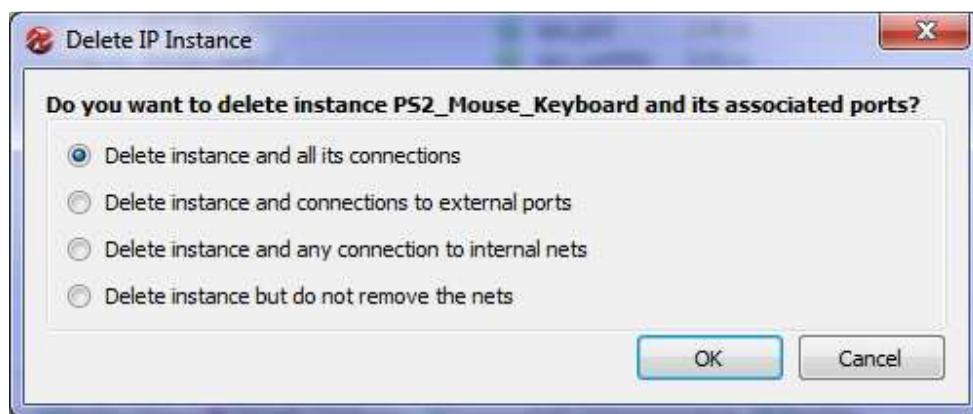 Delete IP Instance
Do you want to delete instance PS2_Mouse_Keyboard and its associated ports?
Delete instance and all its connections
Delete instance and connections to external ports
Delete instance and any connection to internal nets
Delete instance but do not remove the nets
OK Cancel